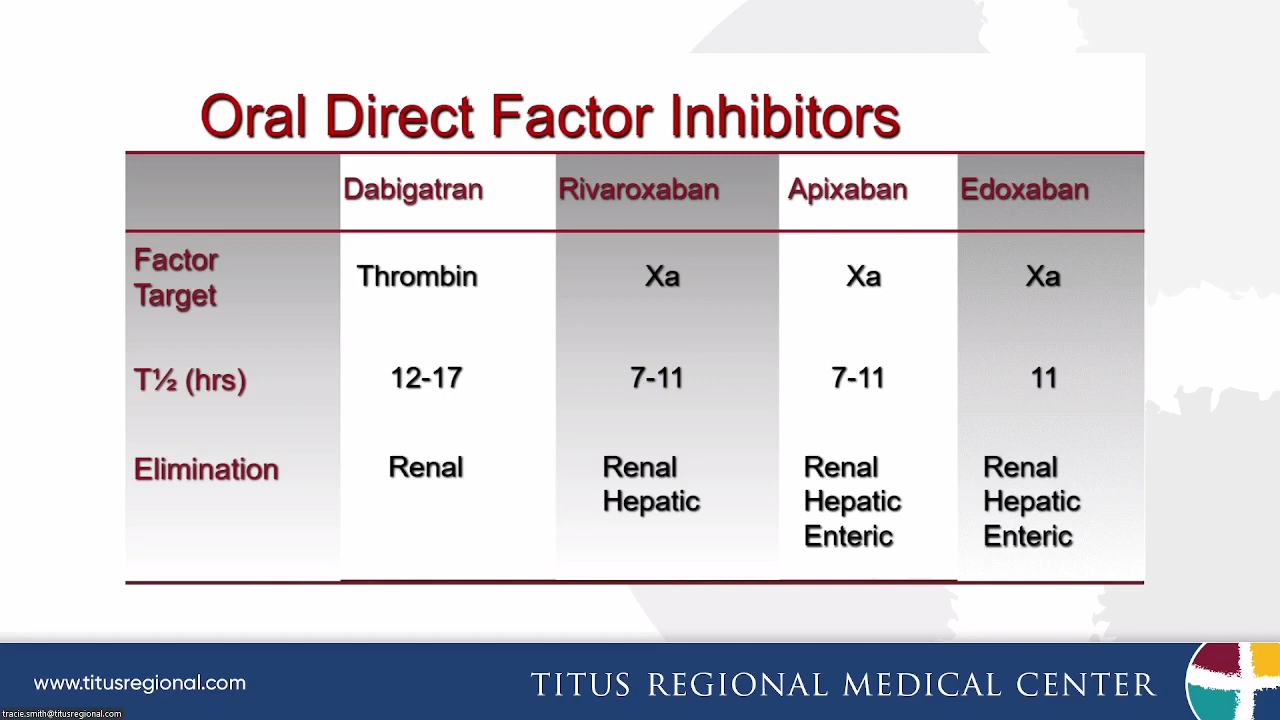 Oral Direct Factor Inhibitors
Dabigatran Rivaroxaban Apixaban Edoxaban
Factor Target Thrombin Xa Xa Xa
T½ (hrs) 12-17 7-11 7-11 11
Elimination Renal Renal Renal Renal
Hepatic Hepatic Hepatic
Enteric Enteric
www.titusregional.com
TITUS REGIONAL MEDICAL CENTER
tracie.smith@titusregional.com